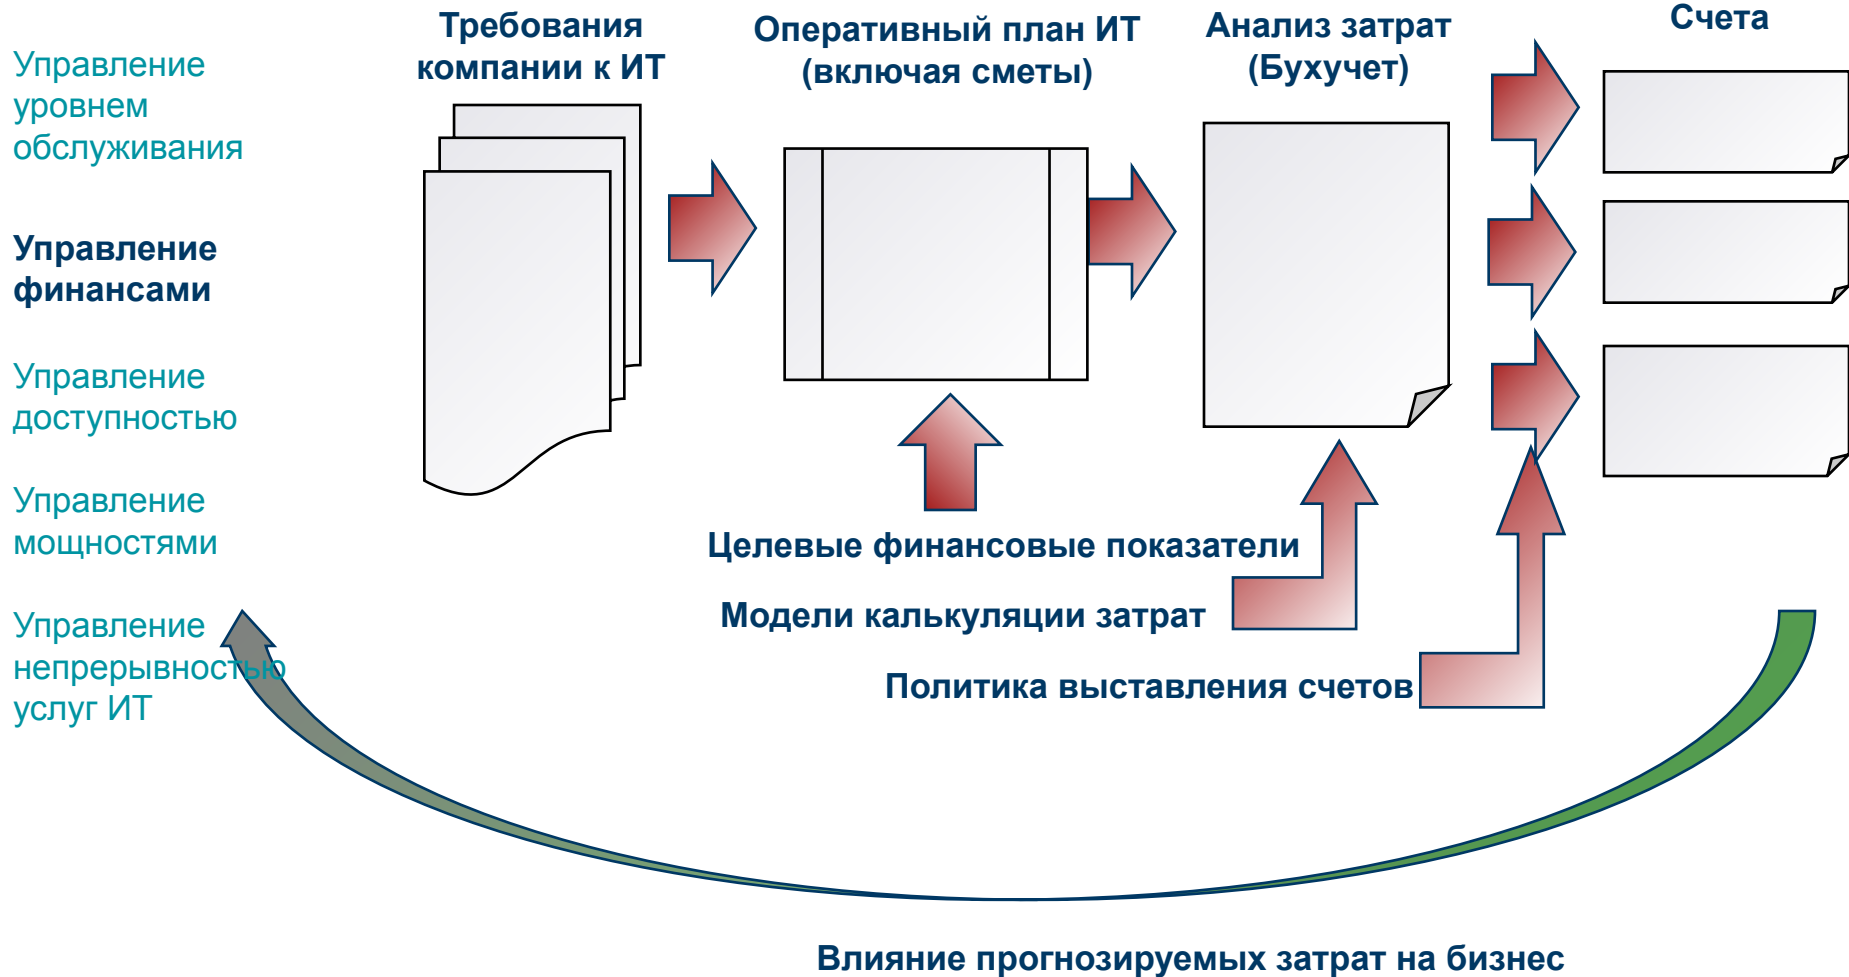 Управление
уровнем
обслуживания
Управление
финансами
Управление
доступностью
Управление
мощностями
Управление
непрерывностью
услуг ИТ
Требования
компании к ИТ
Оперативный план ИТ
(включая сметы)
Анализ затрат
(Бухучет)
Счета
Целевые финансовые показатели
Модели калькуляции затрат
Политика выставления счетов
Влияние прогнозируемых затрат на бизнес